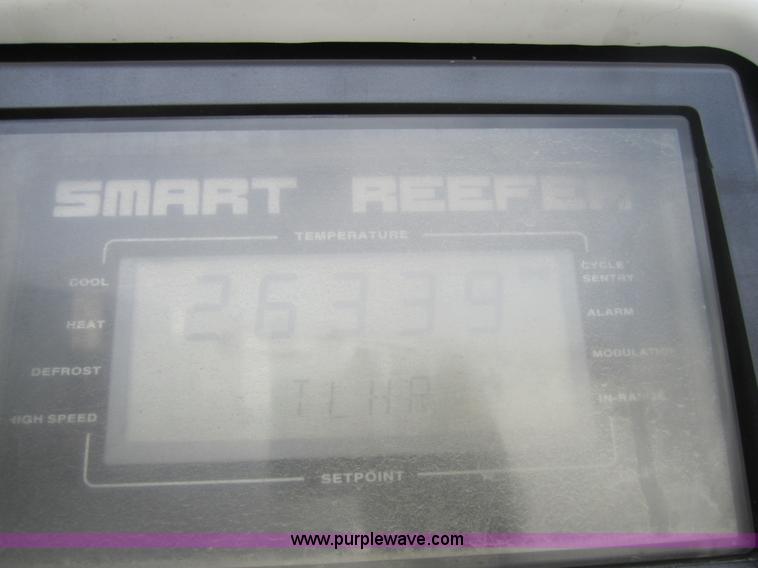 SMART REEFER
TEMPERATURE
COOL
CYCLE SENTRY
26339
HEAT
ALARM
DEFROST
MODULATION
TLHR
HIGH SPEED
IN-RANGE
SETPOINT
www.purplewave.com